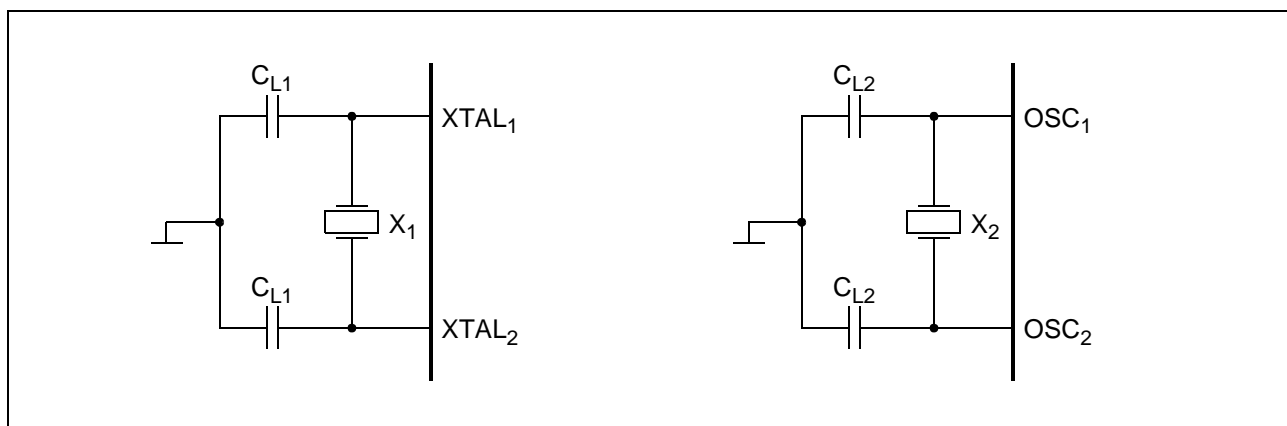 C_L1
XTAL_1
X_1
C_L1
XTAL_2
C_L2
OSC_1
X_2
C_L2
OSC_2